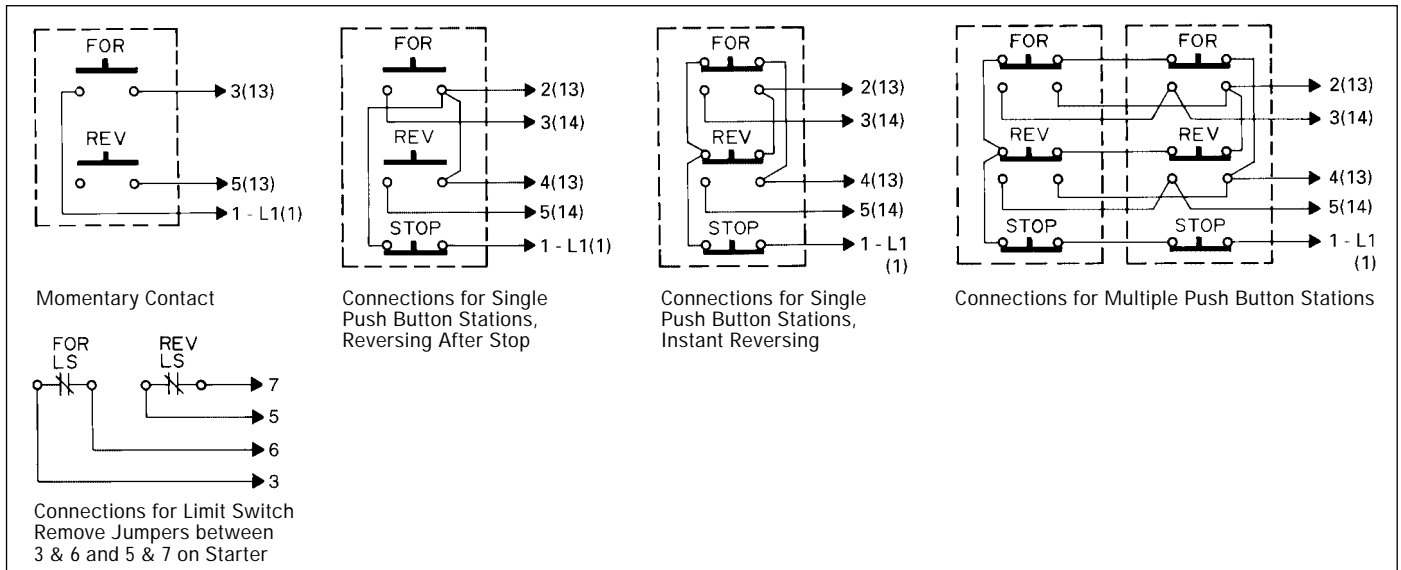 FOR
3(13)
REV
5(13)
1 - L1(1)
Momentary Contact
FOR
2(13)
3(14)
REV
4(13)
5(14)
STOP
1 - L1(1)
Connections for Single
Push Button Stations,
Reversing After Stop
FOR
2(13)
3(14)
REV
4(13)
5(14)
STOP
1 - L1
(1)
Connections for Single
Push Button Stations,
Instant Reversing
FOR FOR
2(13)
3(14)
REV REV
4(13)
5(14)
STOP STOP
1 - L1
(1)
Connections for Multiple Push Button Stations
FOR REV
LS LS
7
5
6
3
Connections for Limit Switch
Remove Jumpers between
3 & 6 and 5 & 7 on Starter